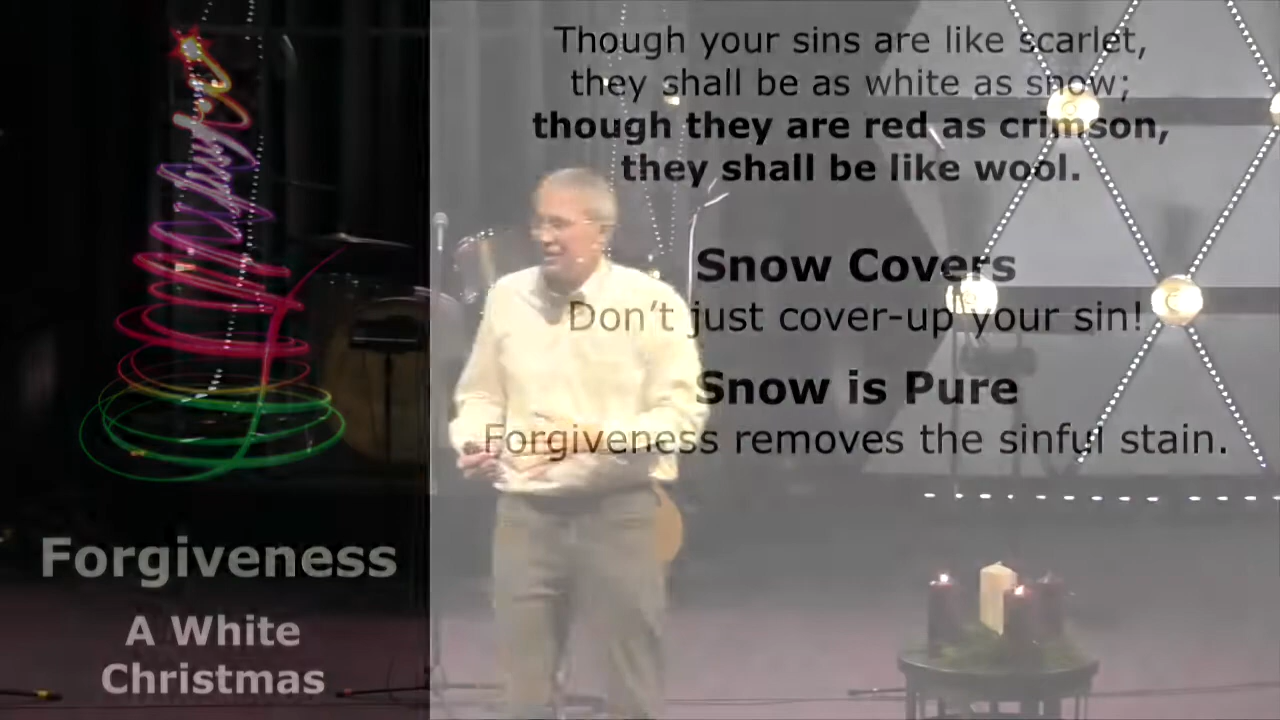 Though your sins are like scarlet,
they shall be as white as snow;
though they are red as crimson,
they shall be like wool.
Snow Covers
Don’t just cover-up your sin!
Snow is Pure
Forgiveness removes the sinful stain.
Forgiveness
A White
Christmas